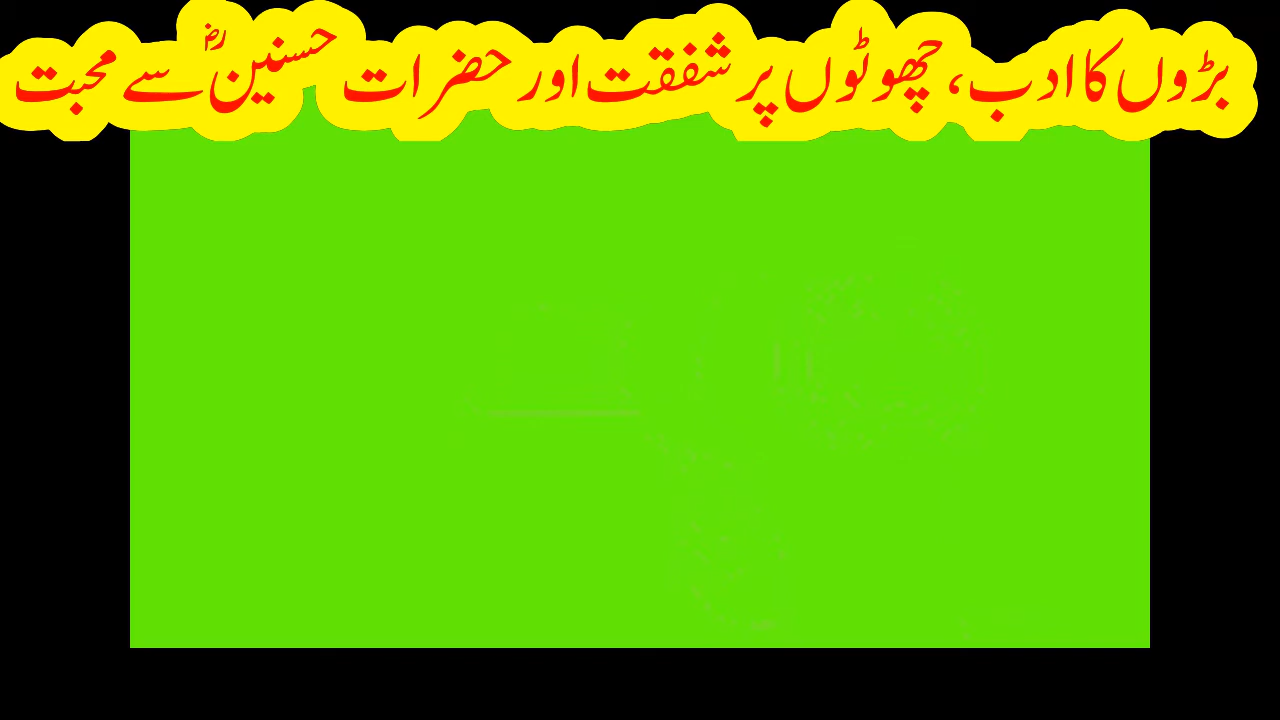 بڑوں کا ادب، چھوٹوں پر شفقت اور حضرات حسنینؓ سے محبت